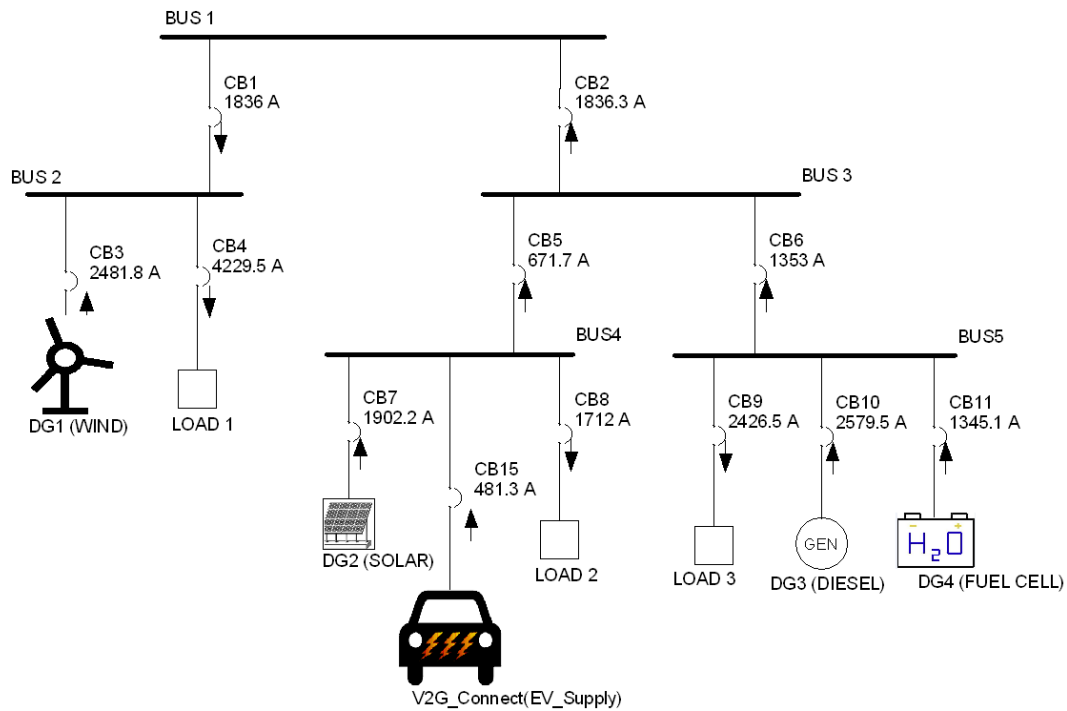 BUS 1
CB1
1836 A
CB2
1836.3 A
BUS 2
BUS 3
CB3
2481.8 A
CB4
4229.5 A
CB5
671.7 A
CB6
1353 A
BUS4
BUS5
DG1 (WIND)
LOAD 1
CB7
1902.2 A
CB8
1712 A
CB9
2426.5 A
CB10
2579.5 A
CB11
1345.1 A
CB15
481.3 A
DG2 (SOLAR)
LOAD 2
LOAD 3
GEN
DG3 (DIESEL)
- +
H2O
DG4 (FUEL CELL)
V2G_Connect(EV_Supply)